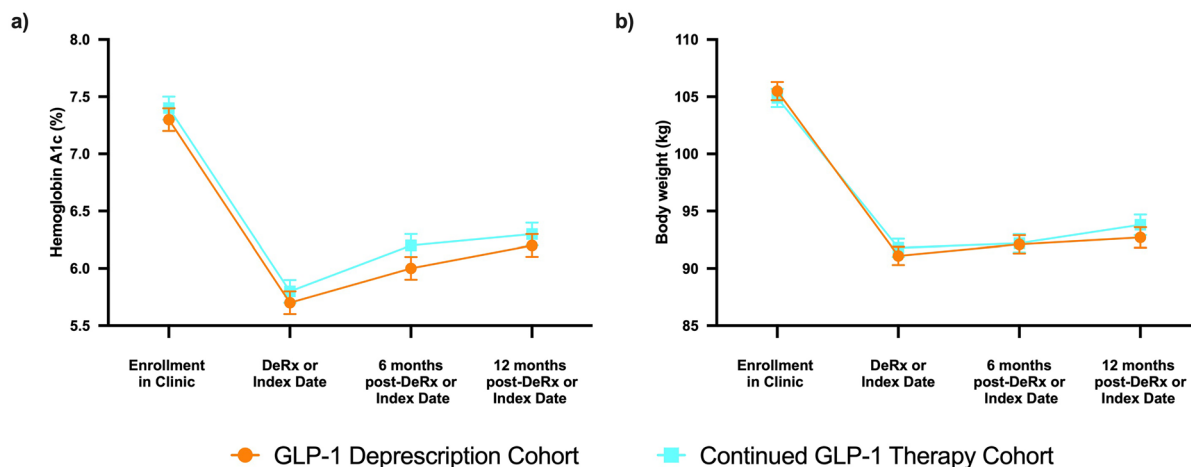 a)
Hemoglobin A1c (%)
8.0
7.5
7.0
6.5
6.0
5.5
Enrollment
in Clinic
DeRx or
Index Date
6 months
post-DeRx or
Index Date
12 months
post-DeRx or
Index Date
b)
Body weight (kg)
110
105
100
95
90
85
Enrollment
in Clinic
DeRx or
Index Date
6 months
post-DeRx or
Index Date
12 months
post-DeRx or
Index Date
GLP-1 Deprescription Cohort
Continued GLP-1 Therapy Cohort